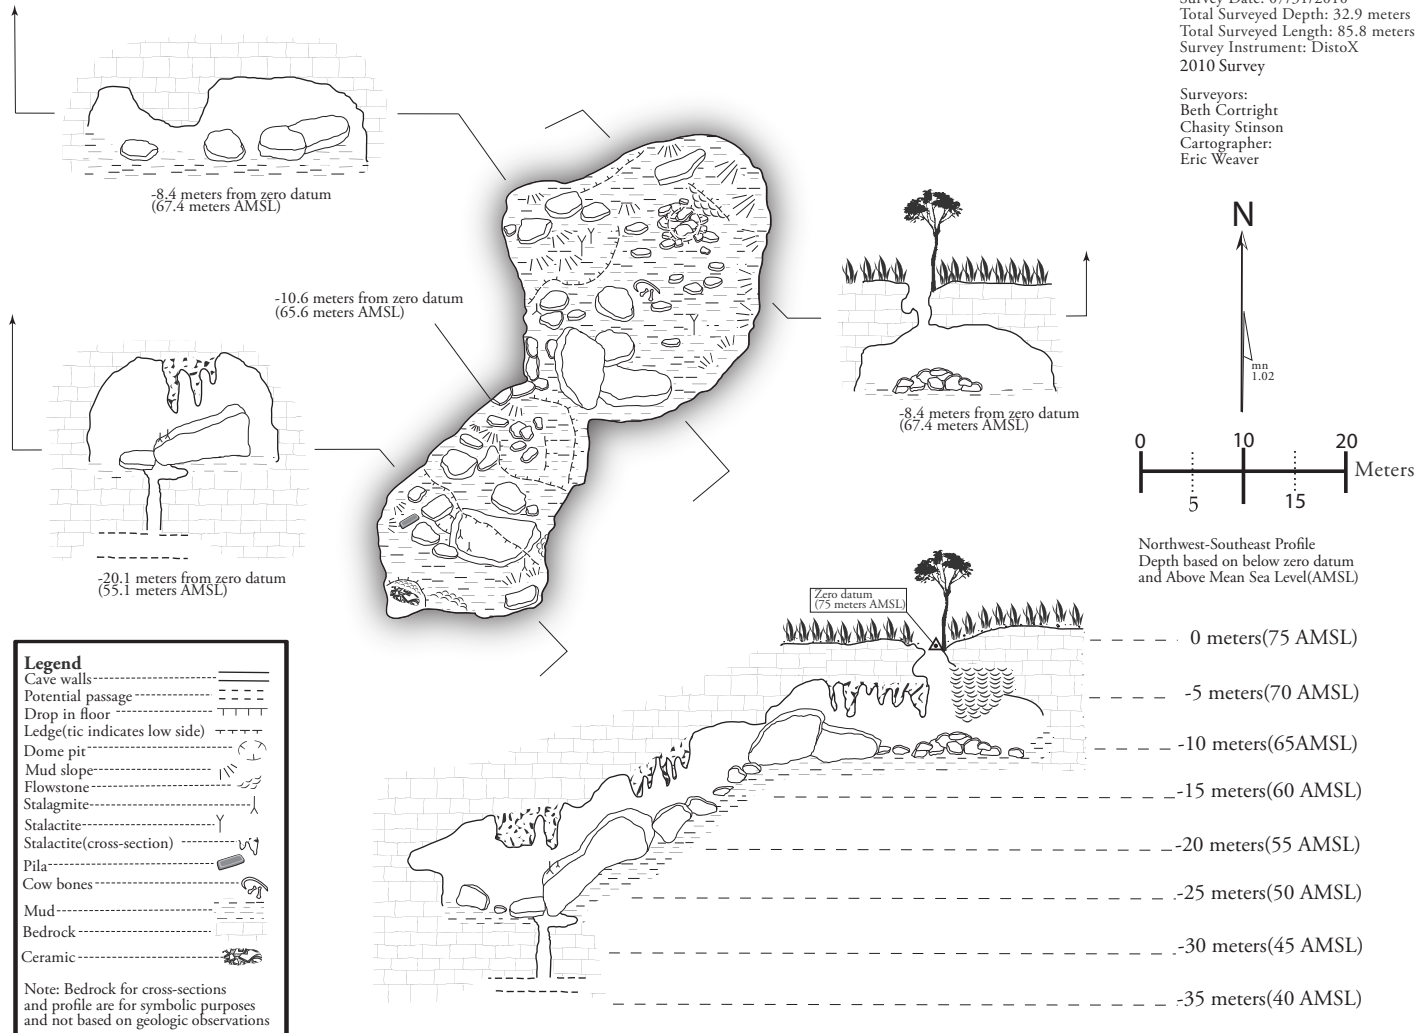 Total Surveyed Depth: 32.9 meters
Total Surveyed Length: 85.8 meters
Survey Instrument: DistoX
2010 Survey
Surveyors:
Beth Cortright
Chasity Stinson
Cartographer:
Eric Weaver
-8.4 meters from zero datum
(67.4 meters AMSL)
-10.6 meters from zero datum
(65.6 meters AMSL)
N
mn
1.02
-8.4 meters from zero datum
(67.4 meters AMSL)
0 10 20
Meters
5 15
-20.1 meters from zero datum
(55.1 meters AMSL)
Northwest-Southeast Profile
Depth based on below zero datum
and Above Mean Sea Level(AMSL)
Zero datum
(75 meters AMSL)
0 meters(75 AMSL)
-5 meters(70 AMSL)
-10 meters(65AMSL)
-15 meters(60 AMSL)
-20 meters(55 AMSL)
-25 meters(50 AMSL)
-30 meters(45 AMSL)
-35 meters(40 AMSL)
Legend
Cave walls
Potential passage
Drop in floor
Ledge(tic indicates low side)
Dome pit
Mud slope
Flowstone
Stalagmite
Stalactite
Stalactite(cross-section)
Pila
Cow bones
Mud
Bedrock
Ceramic
Note: Bedrock for cross-sections
and profile are for symbolic purposes
and not based on geologic observations